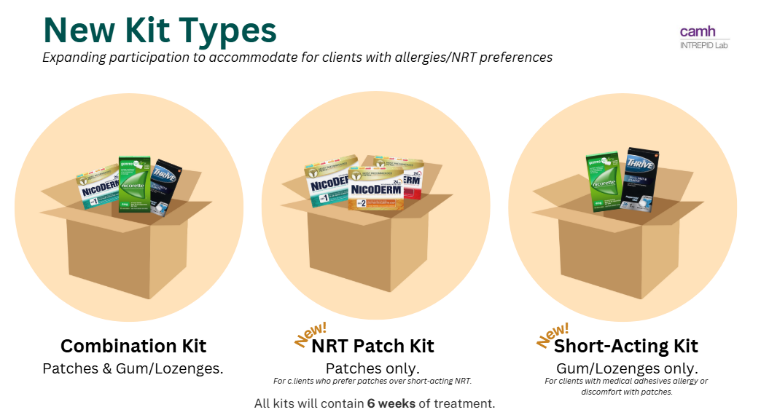 New Kit Types
Expanding participation to accommodate for clients with allergies/NRT preferences
camh
INTREPID Lab
NICODERM
nicorette
THRIVE
NICODERM
NICODERM
nicorette
THRIVE
Combination Kit
Patches & Gum/Lozenges.
New!
NRT Patch Kit
Patches only.
For c.lients who prefer patches over short-acting NRT.
New!
Short-Acting Kit
Gum/Lozenges only.
For clients with medical adhesives allergy or
discomfort with patches.
All kits will contain 6 weeks of treatment.